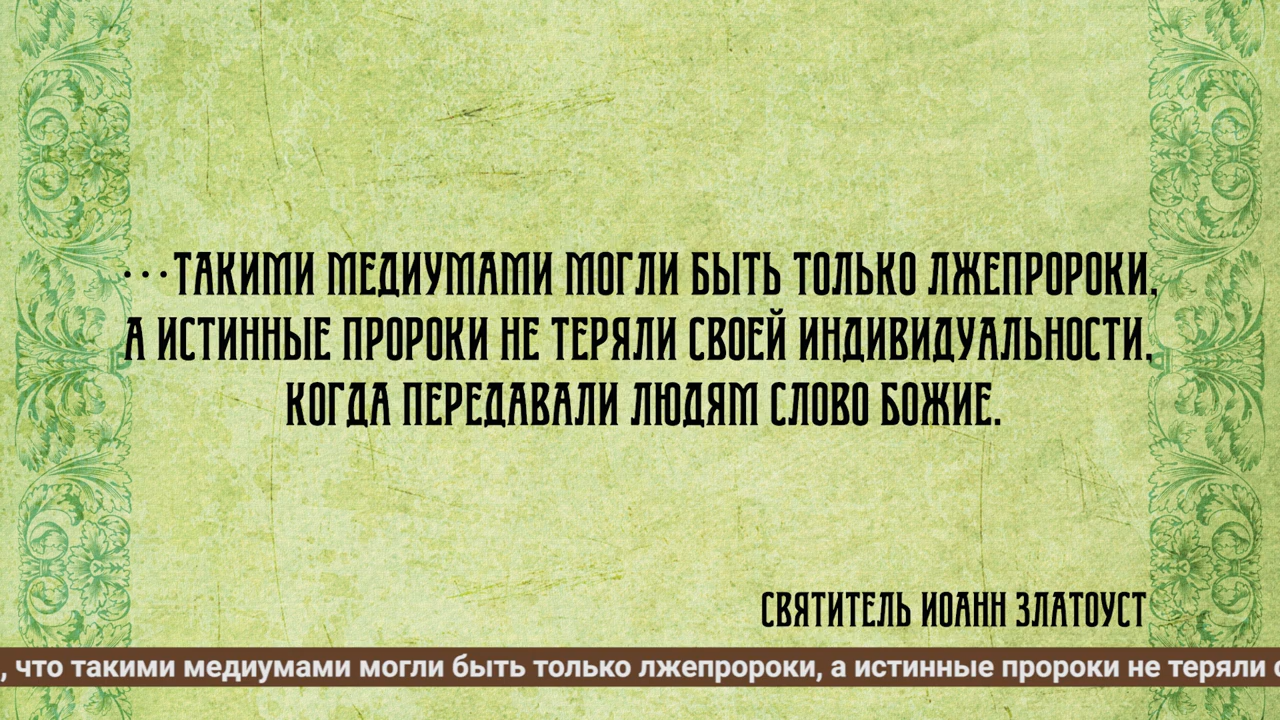 ...ТАКИМИ МЕДИУМАМИ МОГЛИ БЫТЬ ТОЛЬКО ЛЖЕПРОРОКИ,
А ИСТИННЫЕ ПРОРОКИ НЕ ТЕРЯЛИ СВОЕЙ ИНДИВИДУАЛЬНОСТИ,
КОГДА ПЕРЕДАВАЛИ ЛЮДЯМ СЛОВО БОЖИЕ.
СВЯТИТЕЛЬ ИОАНН ЗЛАТОУСТ
, что такими медиумами могли быть только лжепророки, а истинные пророки не теряли